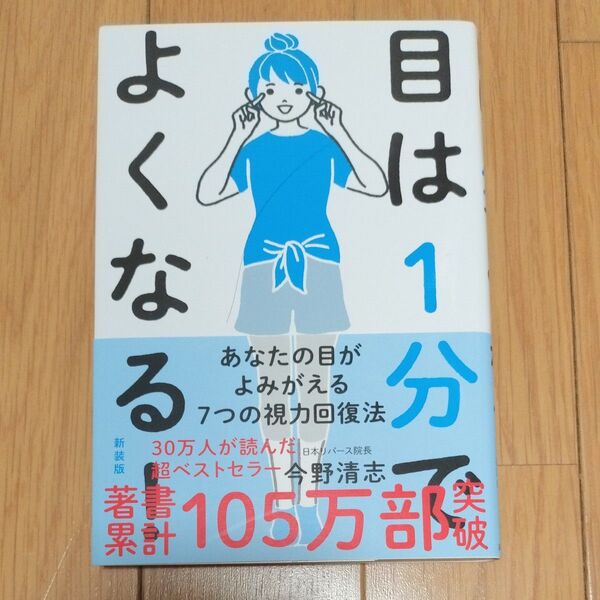 目は1分で
よくなる!
あなたの目が
よみがえる
7つの視力回復法
新装版
30万人が読んだ
超ベストセラー
日本リバース院長
今野清志
著書
累計
105万部
突破